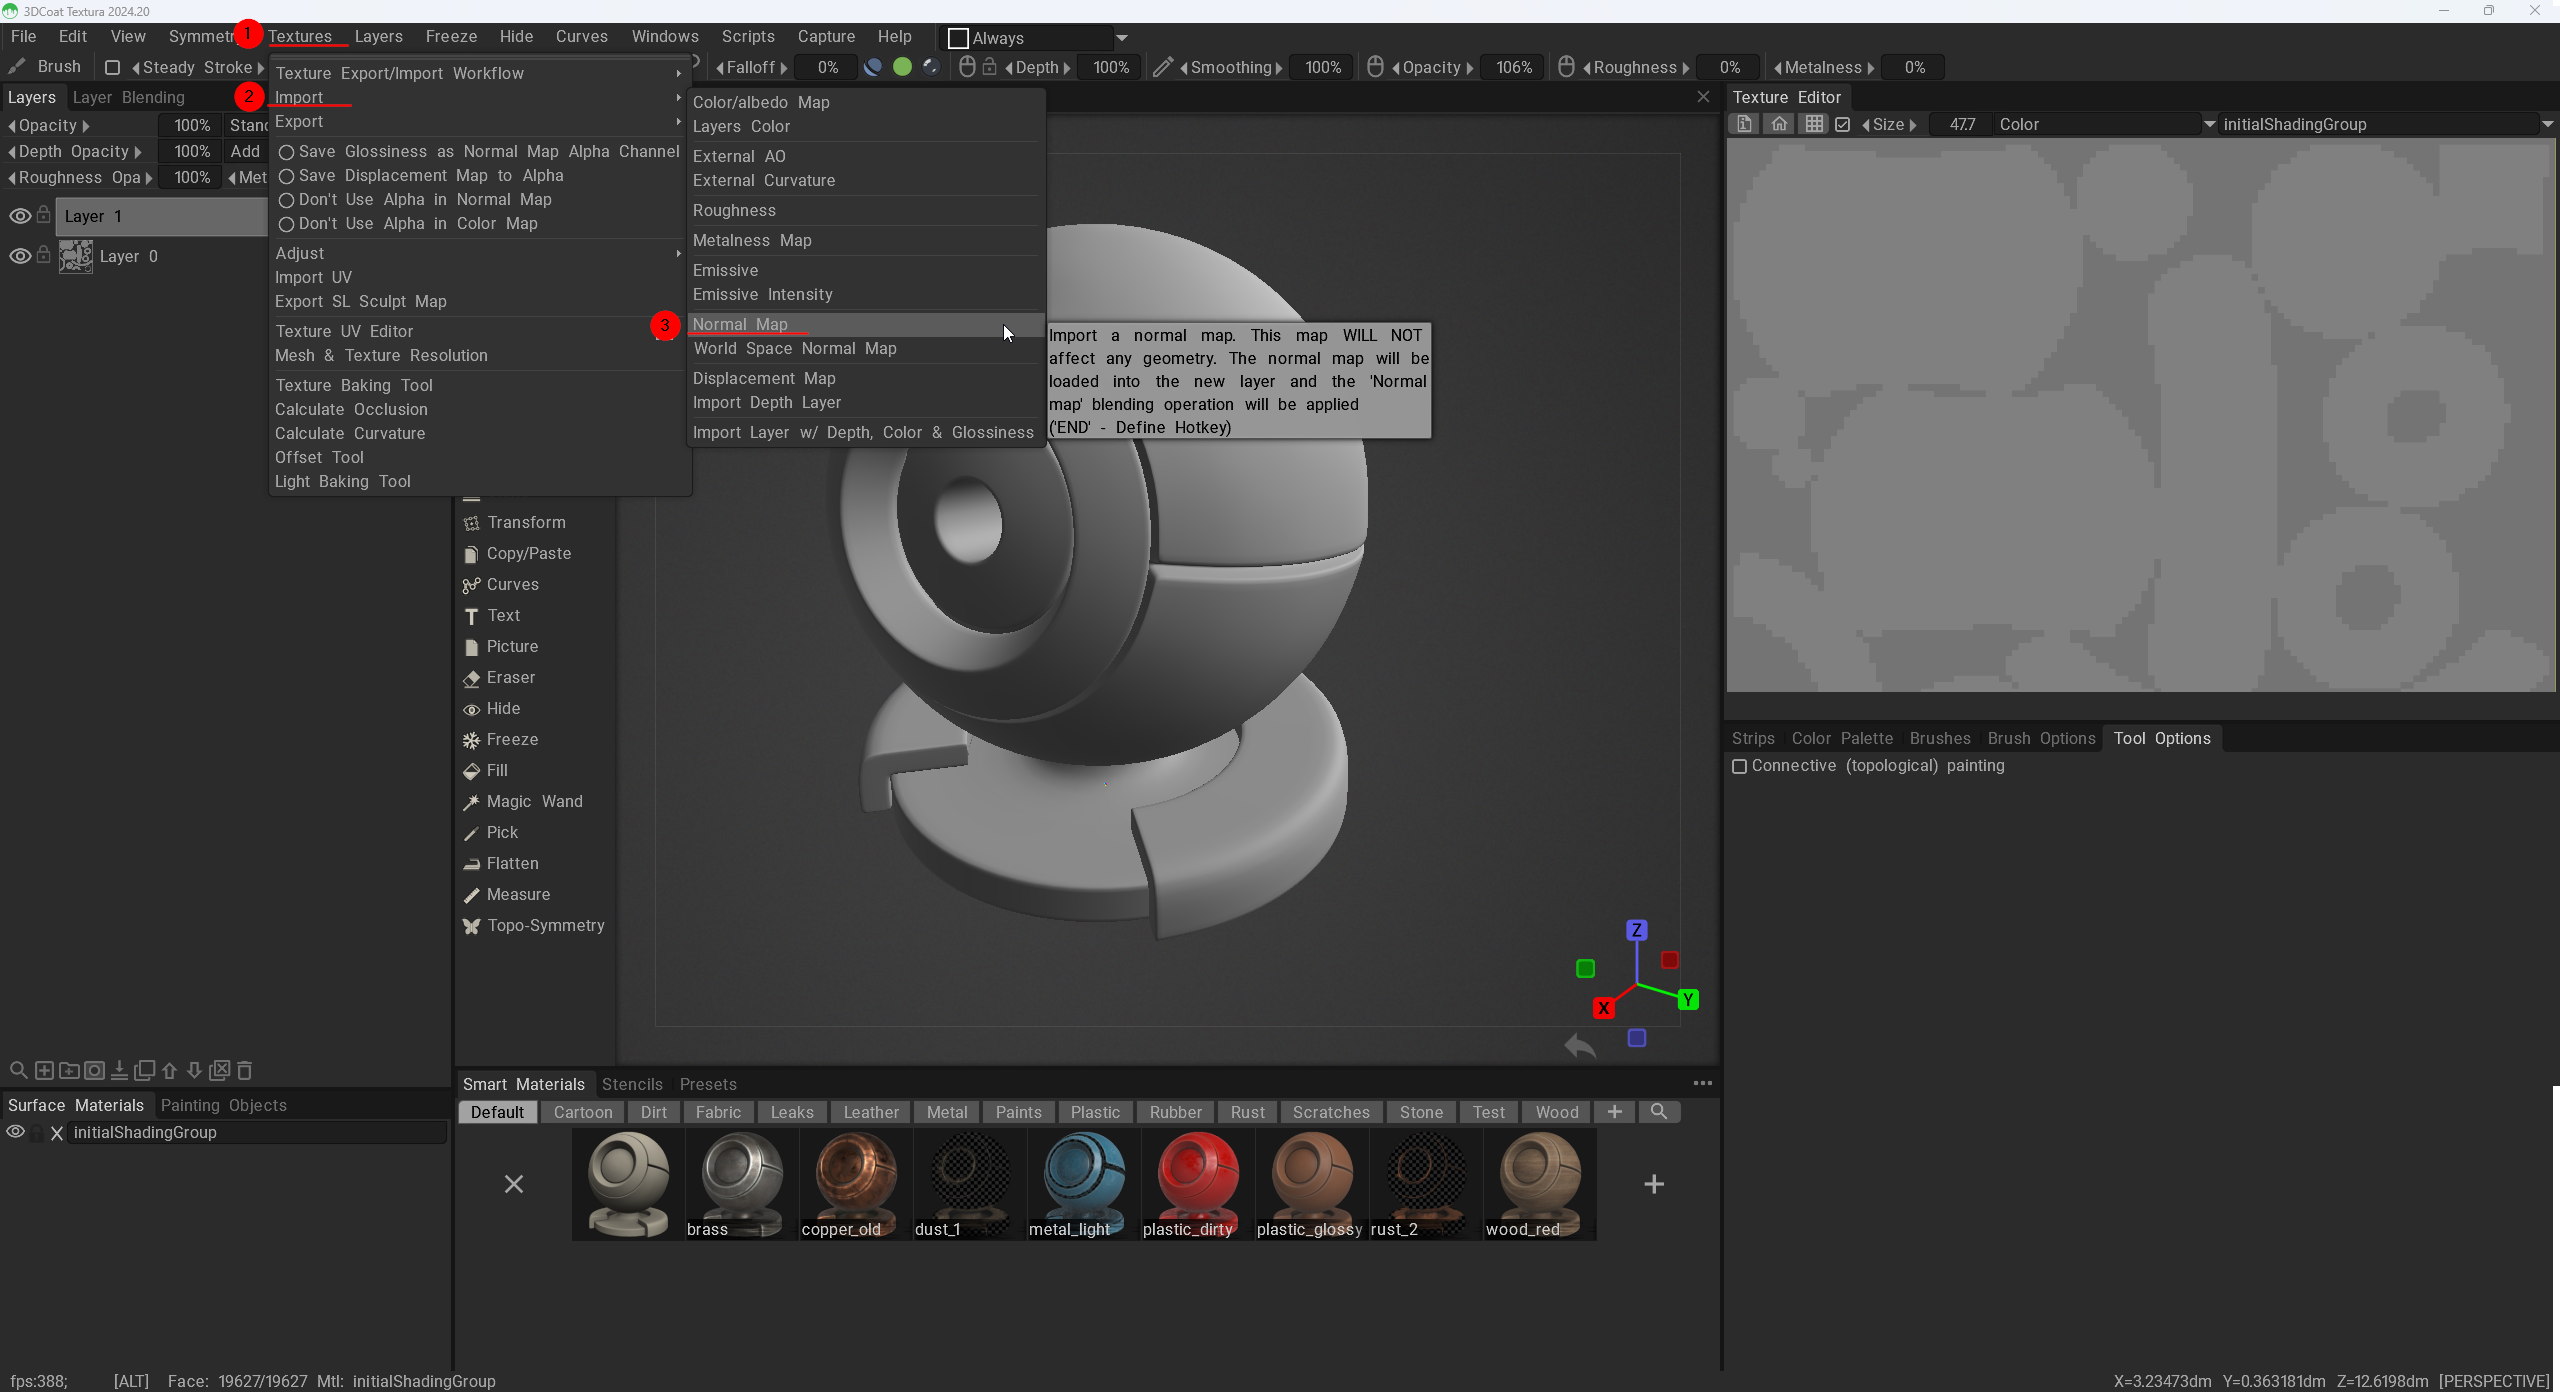 3DCoat Textura 2024.20
File Edit View Symmetr 1 Textures Layers Freeze Hide Curves Windows Scripts Capture Help Always
Brush Steady Stroke Falloff 0% Depth 100% Smoothing 100% Opacity 106% Roughness 0% Metalness 0%
Layers Layer Blending
Opacity 100% Stand
Depth Opacity 100% Add
Roughness Opa 100% Met
Layer 1
Layer 0
Texture Export/Import Workflow
2 Import
Export
Save Glossiness as Normal Map Alpha Channel
Save Displacement Map to Alpha
Don't Use Alpha in Normal Map
Don't Use Alpha in Color Map
Adjust
Import UV
Export SL Sculpt Map
Texture UV Editor
Mesh & Texture Resolution
Texture Baking Tool
Calculate Occlusion
Calculate Curvature
Offset Tool
Light Baking Tool
Color/albedo Map
Layers Color
External AO
External Curvature
Roughness
Metalness Map
Emissive
Emissive Intensity
3 Normal Map
World Space Normal Map
Displacement Map
Import Depth Layer
Import Layer w/ Depth, Color & Glossiness
Import a normal map. This map WILL NOT
affect any geometry. The normal map will be
loaded into the new layer and the 'Normal
map' blending operation will be applied
('END' - Define Hotkey)
Transform
Copy/Paste
Curves
Text
Picture
Eraser
Hide
Freeze
Fill
Magic Wand
Pick
Flatten
Measure
Topo-Symmetry
Z
Y
X
Texture Editor
Size 47.7 Color initialShadingGroup
Strips Color Palette Brushes Brush Options Tool Options
Connective (topological) painting
Surface Materials Painting Objects
initialShadingGroup
Smart Materials Stencils Presets
Default Cartoon Dirt Fabric Leaks Leather Metal Paints Plastic Rubber Rust Scratches Stone Test Wood
brass copper_old dust_1 metal_light plastic_dirty plastic_glossy rust_2 wood_red
fps:388; [ALT] Face: 19627/19627 Mtl: initialShadingGroup
X=3.23473dm Y=0.363181dm Z=12.6198dm [PERSPECTIVE]